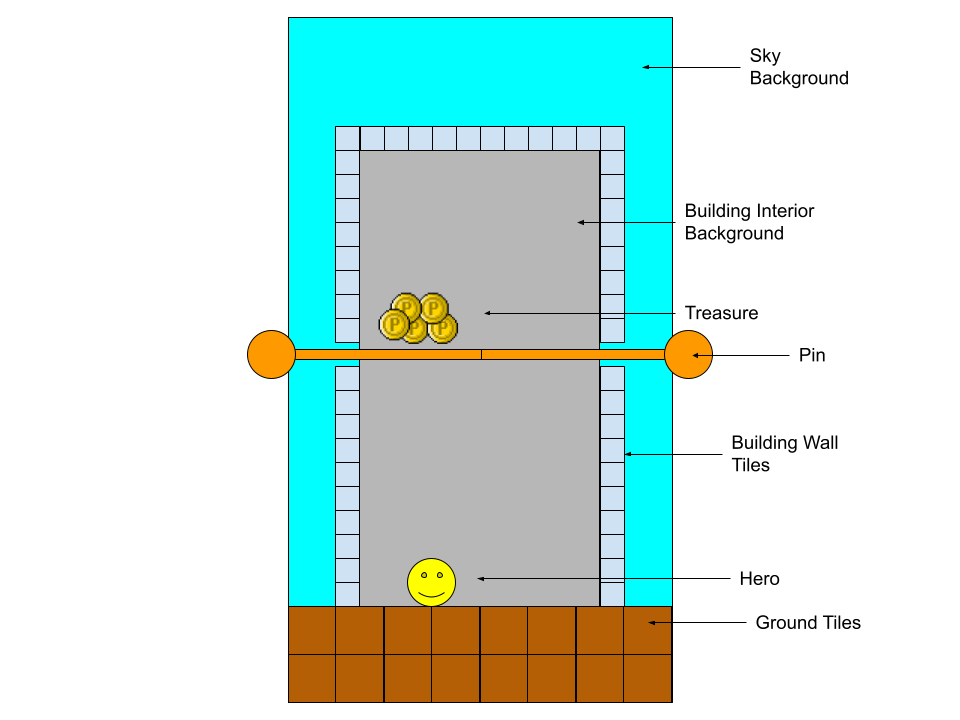 Sky
Background
Building Interior
Background
Treasure
P P
P P P
Pin
Building Wall
Tiles
Hero
Ground Tiles